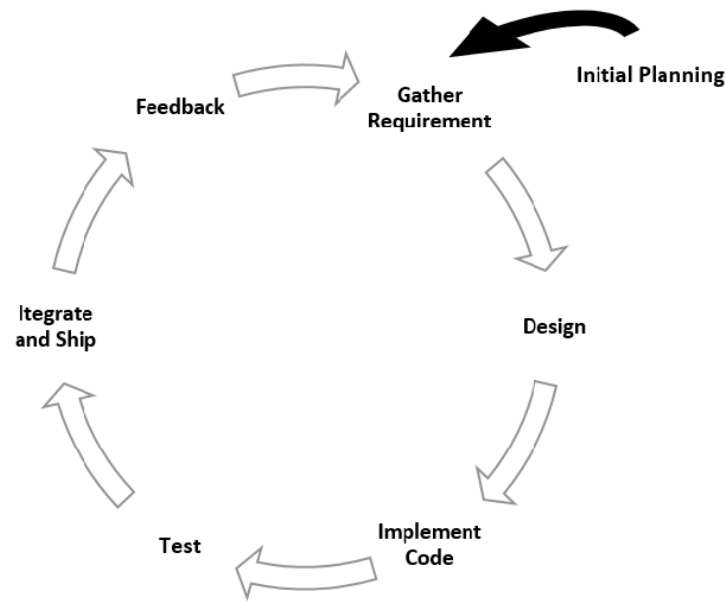 Initial Planning
Gather
Requirement
Design
Implement
Code
Test
Itegrate
and Ship
Feedback